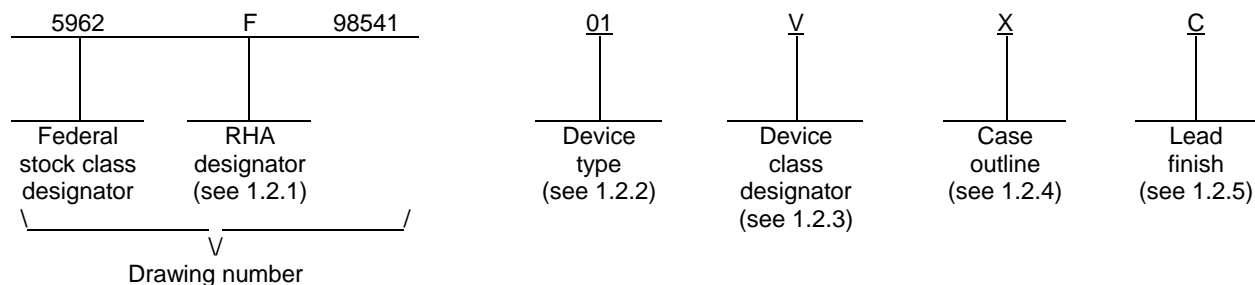 5962 F 98541 01 V X C
Federal stock class designator
RHA designator (see 1.2.1)
Device type (see 1.2.2)
Device class designator (see 1.2.3)
Case outline (see 1.2.4)
Lead finish (see 1.2.5)
Drawing number